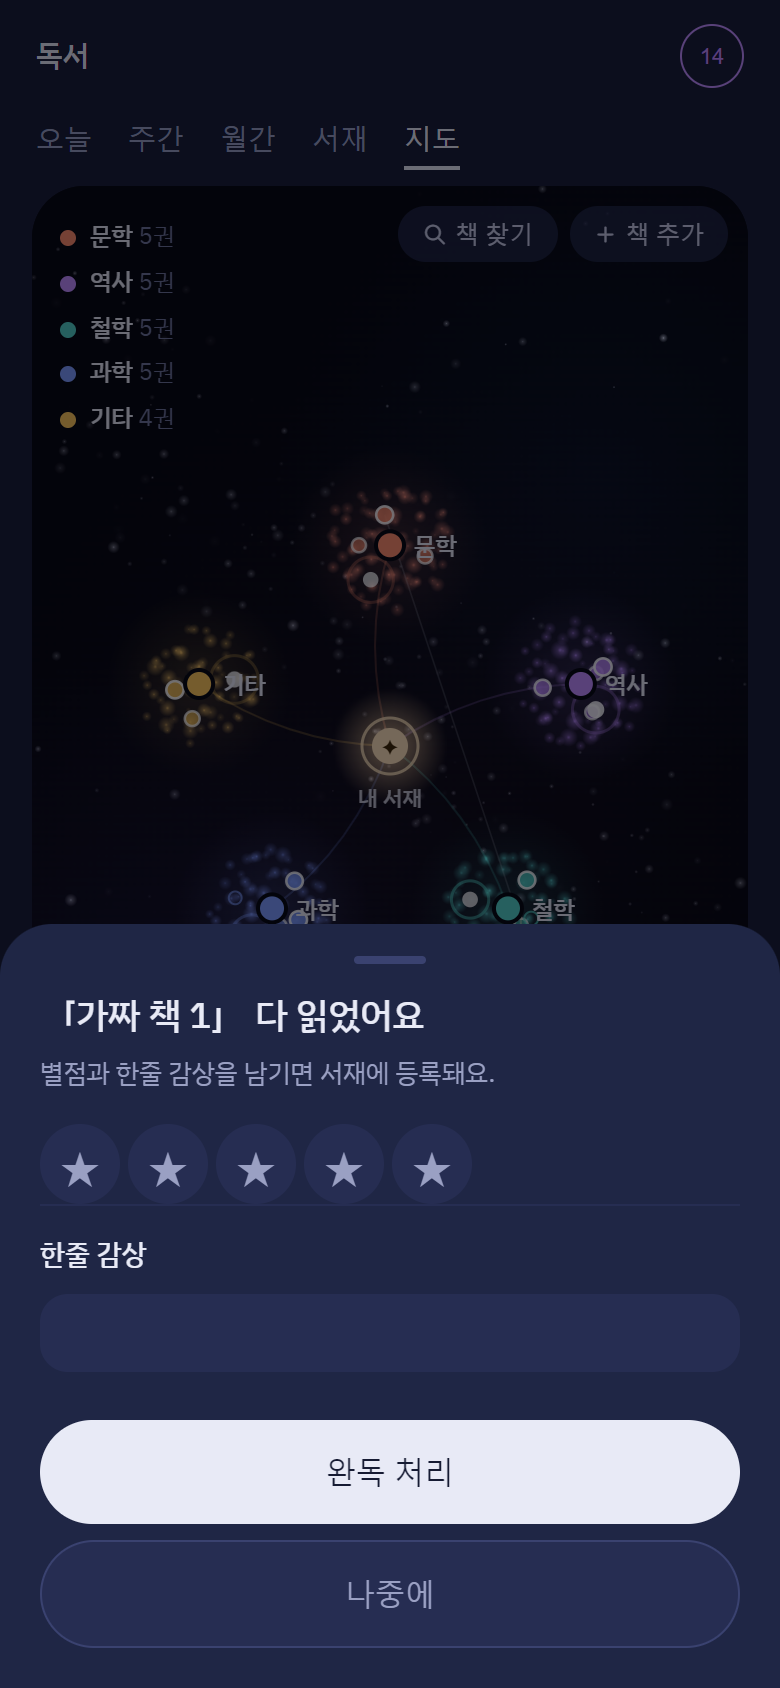 독서
14
오늘 주간 월간 서재 지도
문학 5권
역사 5권
철학 5권
과학 5권
기타 4권
책 찾기
책 추가
문학
기타
역사
내 서재
과학
철학
「가짜 책 1」 다 읽었어요
별점과 한줄 감상을 남기면 서재에 등록돼요.
★ ★ ★ ★ ★
한줄 감상
완독 처리
나중에